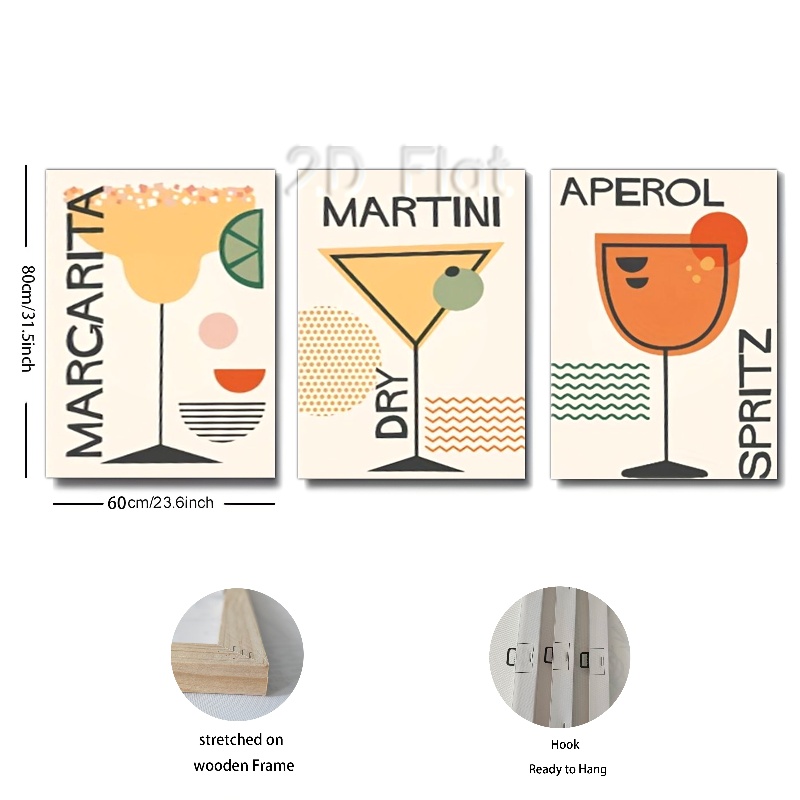 2D Flat
MARGARITA
MARTINI
DRY
APEROL
SPRITZ
80cm/31.5inch
60cm/23.6inch
stretched on
wooden Frame
Hook
Ready to Hang